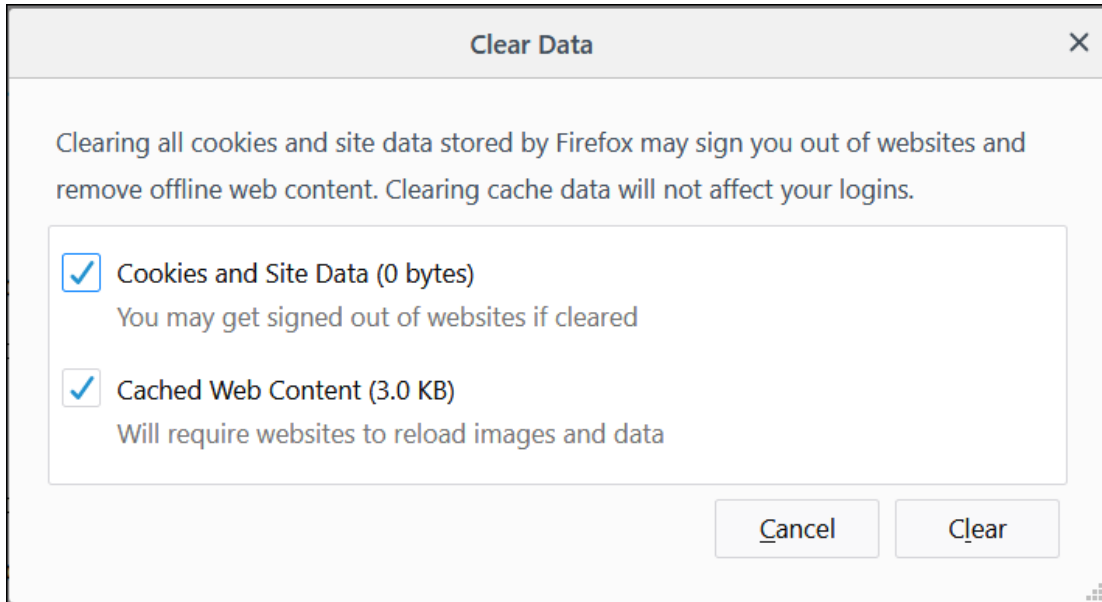 Clear Data
Clearing all cookies and site data stored by Firefox may sign you out of websites and
remove offline web content. Clearing cache data will not affect your logins.
Cookies and Site Data (0 bytes)
You may get signed out of websites if cleared
Cached Web Content (3.0 KB)
Will require websites to reload images and data
Cancel Clear